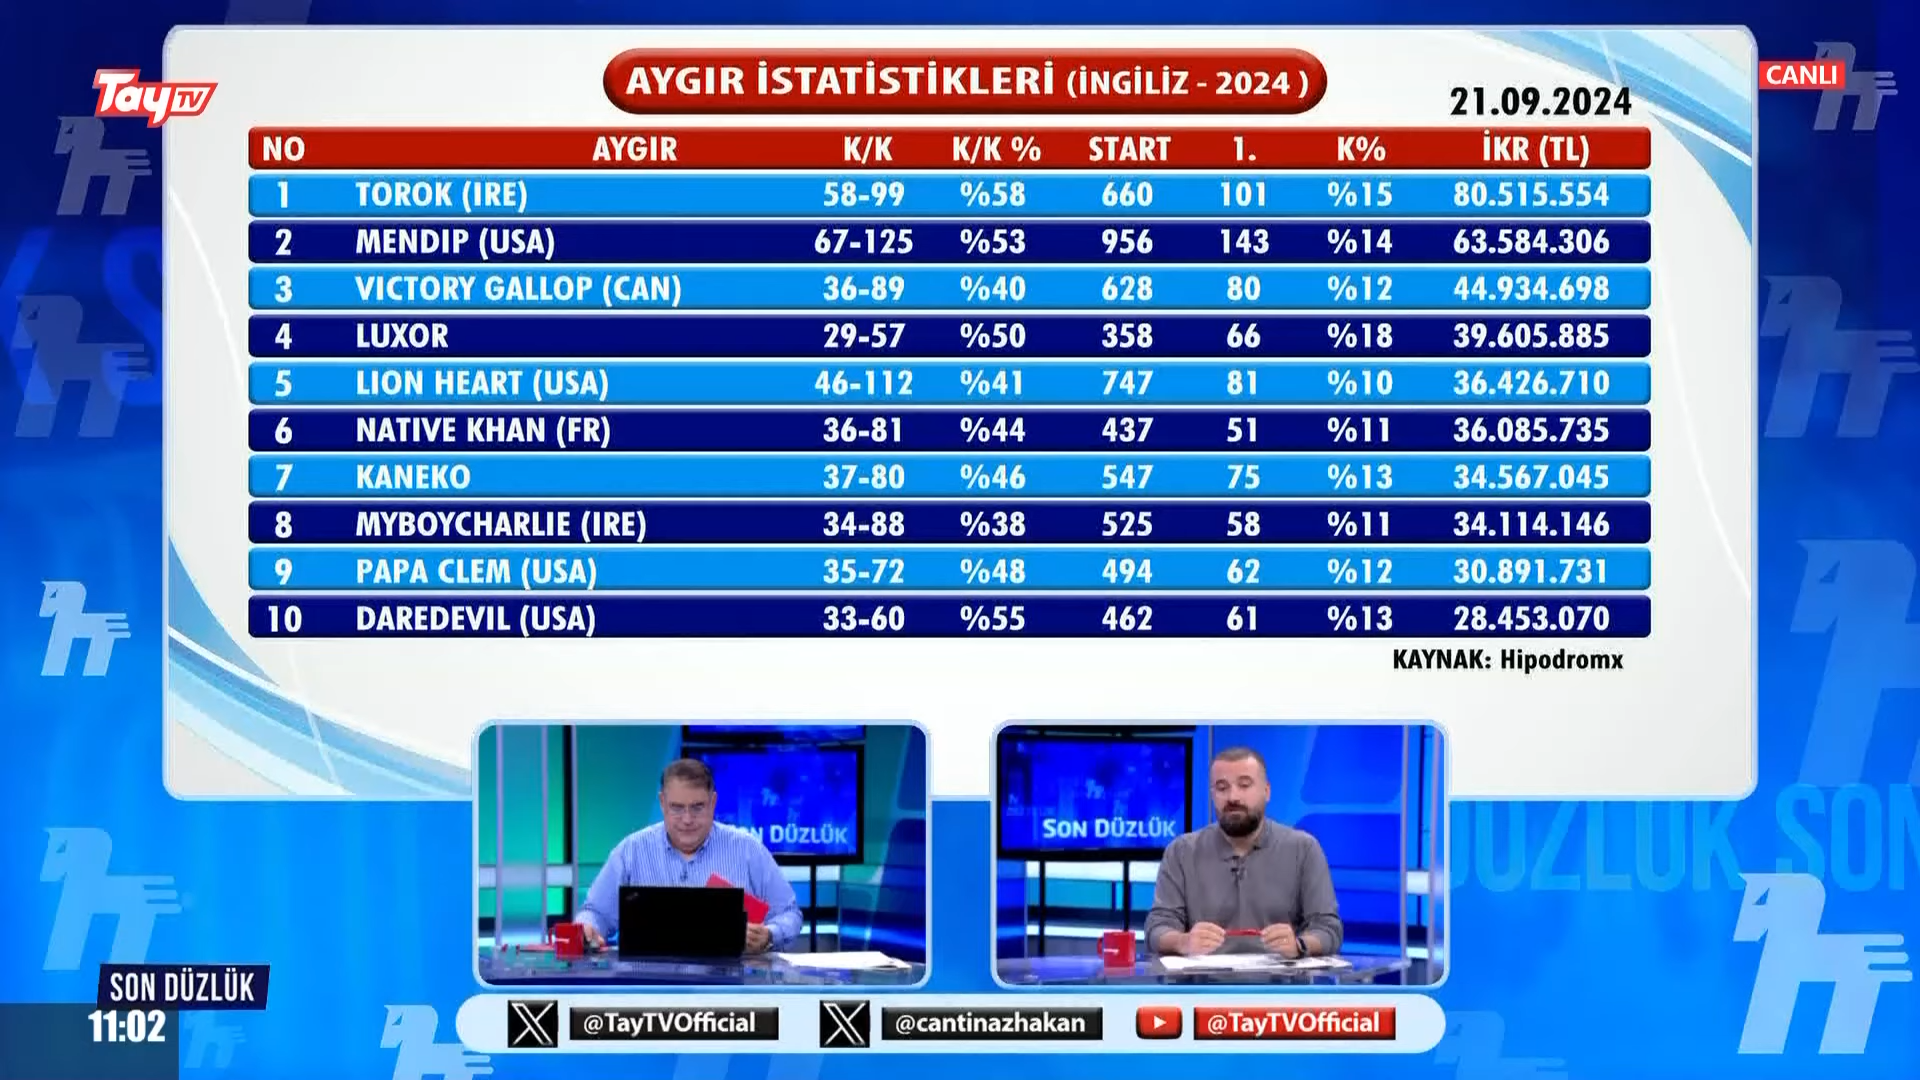 AYGIR İSTATİSTİKLERİ (İNGİLİZ - 2024 )
Tay TV
CANLI
21.09.2024
NO AYGIR K/K K/K % START 1. K% İKR (TL)
1 TOROK (IRE) 58-99 %58 660 101 %15 80.515.554
2 MENDIP (USA) 67-125 %53 956 143 %14 63.584.306
3 VICTORY GALLOP (CAN) 36-89 %40 628 80 %12 44.934.698
4 LUXOR 29-57 %50 358 66 %18 39.605.885
5 LION HEART (USA) 46-112 %41 747 81 %10 36.426.710
6 NATIVE KHAN (FR) 36-81 %44 437 51 %11 36.085.735
7 KANEKO 37-80 %46 547 75 %13 34.567.045
8 MYBOYCHARLIE (IRE) 34-88 %38 525 58 %11 34.114.146
9 PAPA CLEM (USA) 35-72 %48 494 62 %12 30.891.731
10 DAREDEVIL (USA) 33-60 %55 462 61 %13 28.453.070
KAYNAK: Hipodromx
N DÜZLÜK
SON DÜZLÜK
DÜZLÜK SON
SON DÜZLÜK
11:02
@TayTVOfficial @cantinazhakan @TayTVOfficial